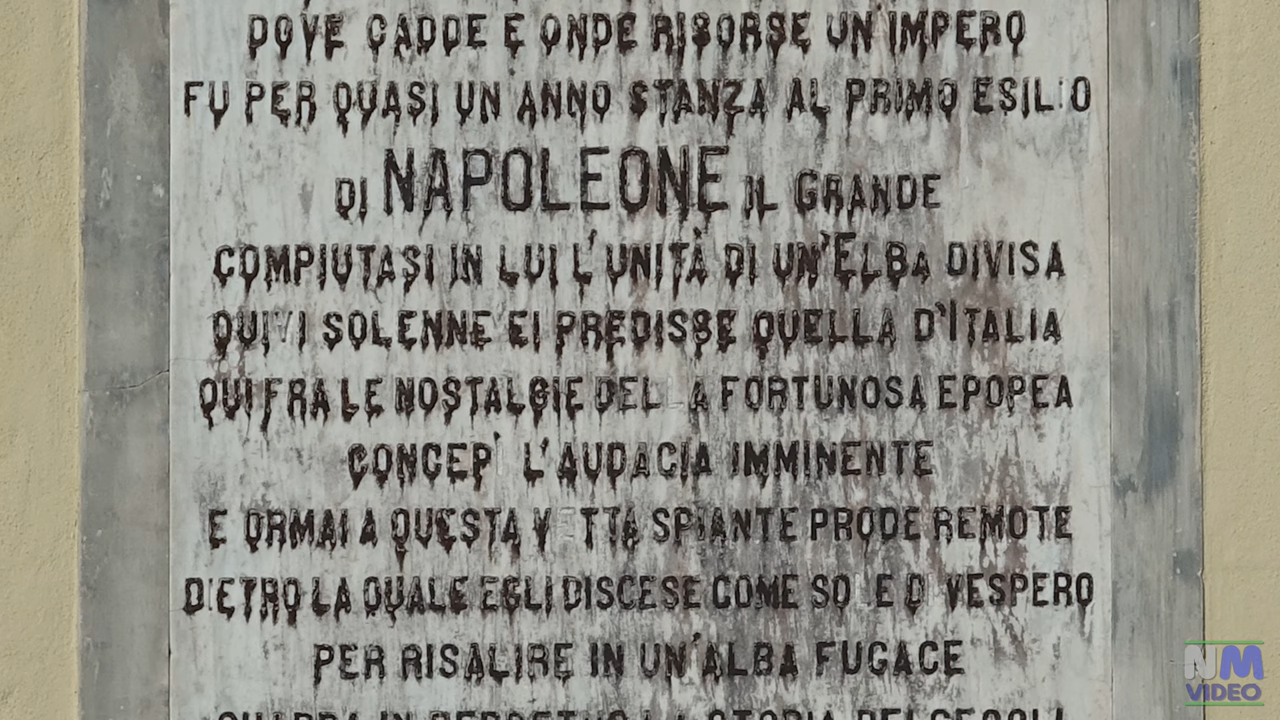 DOVE CADDE E ONDE RISORSE UN'IMPERO
FU PER QUASI UN ANNO STANZA AL PRIMO ESILIO
DI NAPOLEONE IL GRANDE
COMPIUTASI IN LUI L'UNITÀ DI UN'ELBA DIVISA
QUIVI SOLENNE EI PREDISSE QUELLA D'ITALIA
QUI FRA LE NOSTALGIE DELLA FORTUNOSA EPOPEA
CONCEPÌ L'AUDACIA IMMINENTE
E ORMAI A QUESTA VETTA SPIANTE PRODE REMOTE
DIETRO LA QUALE EGLI DISCESE COME SOLE DI VESPERO
PER RISALIRE IN UN'ALBA FUGACE
NM
VIDEO